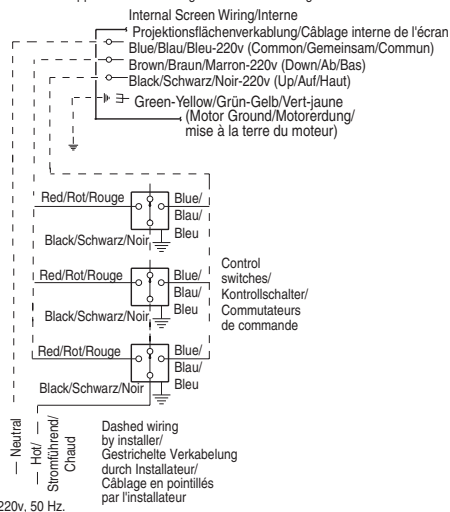 Internal Screen Wiring/Interne
Projektionsflächenverkablung/Câblage interne de l'écran
Blue/Blau/Bleu-220v (Common/Gemeinsam/Commun)
Brown/Braun/Marron-220v (Down/Ab/Bas)
Black/Schwarz/Noir-220v (Up/Auf/Haut)
Green-Yellow/Grün-Gelb/Vert-jaune
(Motor Ground/Motorerdung/
mise à la terre du moteur)
Red/Rot/Rouge
Blue/
Blau/
Bleu
Black/Schwarz/Noir
Red/Rot/Rouge
Blue/
Blau/
Bleu
Black/Schwarz/Noir
Control
switches/
Kontrollschalter/
Commutateurs
de commande
Red/Rot/Rouge
Blue/
Blau/
Bleu
Black/Schwarz/Noir
Neutral
Hot/
Stromführend/
Chaud
Dashed wiring
by installer/
Gestrichelte Verkabelung
durch Installateur/
Câblage en pointillés
par l'installateur
220v, 50 Hz.